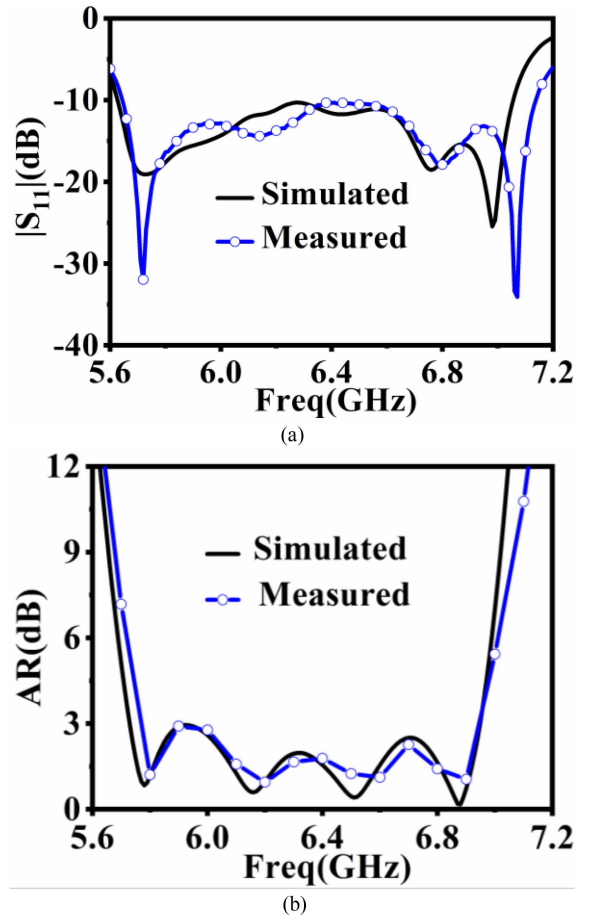 0
-10
-20
-30
-40
|S11|(dB)
Simulated
Measured
5.6 6.0 6.4 6.8 7.2
Freq(GHz)
(a)
12
9
6
3
0
AR(dB)
Simulated
Measured
5.6 6.0 6.4 6.8 7.2
Freq(GHz)
(b)